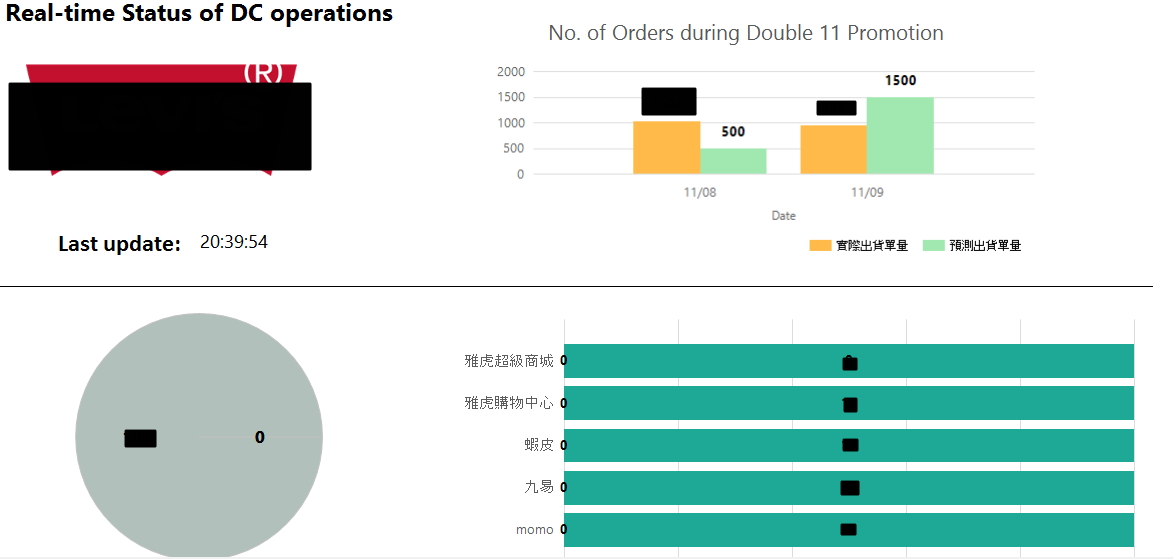 Real-time Status of DC operations
(R)
Last update: 20:39:54
No. of Orders during Double 11 Promotion
2000
1500
1000
500
0
500
1500
11/08
11/09
Date
實際出貨單量
預測出貨單量
0
雅虎超級商城 0
雅虎購物中心 0
蝦皮 0
九易 0
momo 0